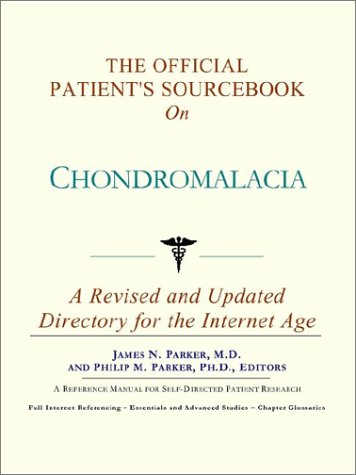 THE OFFICIAL
PATIENT'S SOURCEBOOK
On
CHONDROMALACIA
A Revised and Updated
Directory for the Internet Age
JAMES N. PARKER, M.D.
AND PHILIP M. PARKER, PH.D., EDITORS
A REFERENCE MANUAL FOR SELF-DIRECTED PATIENT RESEARCH
Full Internet Referencing – Essentials and Advanced Studies – Chapter Glossaries